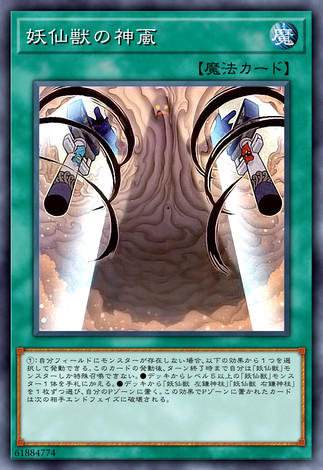 妖仙獣の神颪
魔
【魔法カード】
①:自分フィールドにモンスターが存在しない場合、以下の効果から1つを選
択して発動できる。このカードの発動後、ターン終了時まで自分は「妖仙獣」モ
ンスターしか特殊召喚できない。●デッキからレベル5以上の「妖仙獣」モンス
ター1体を手札に加える。●デッキから「妖仙獣 左鎌神柱」「妖仙獣 右鎌神柱」
を1枚ずつ選び、自分のPゾーンに置く。この効果でPゾーンに置かれたカード
は次の相手エンドフェイズに破壊される。
61884774